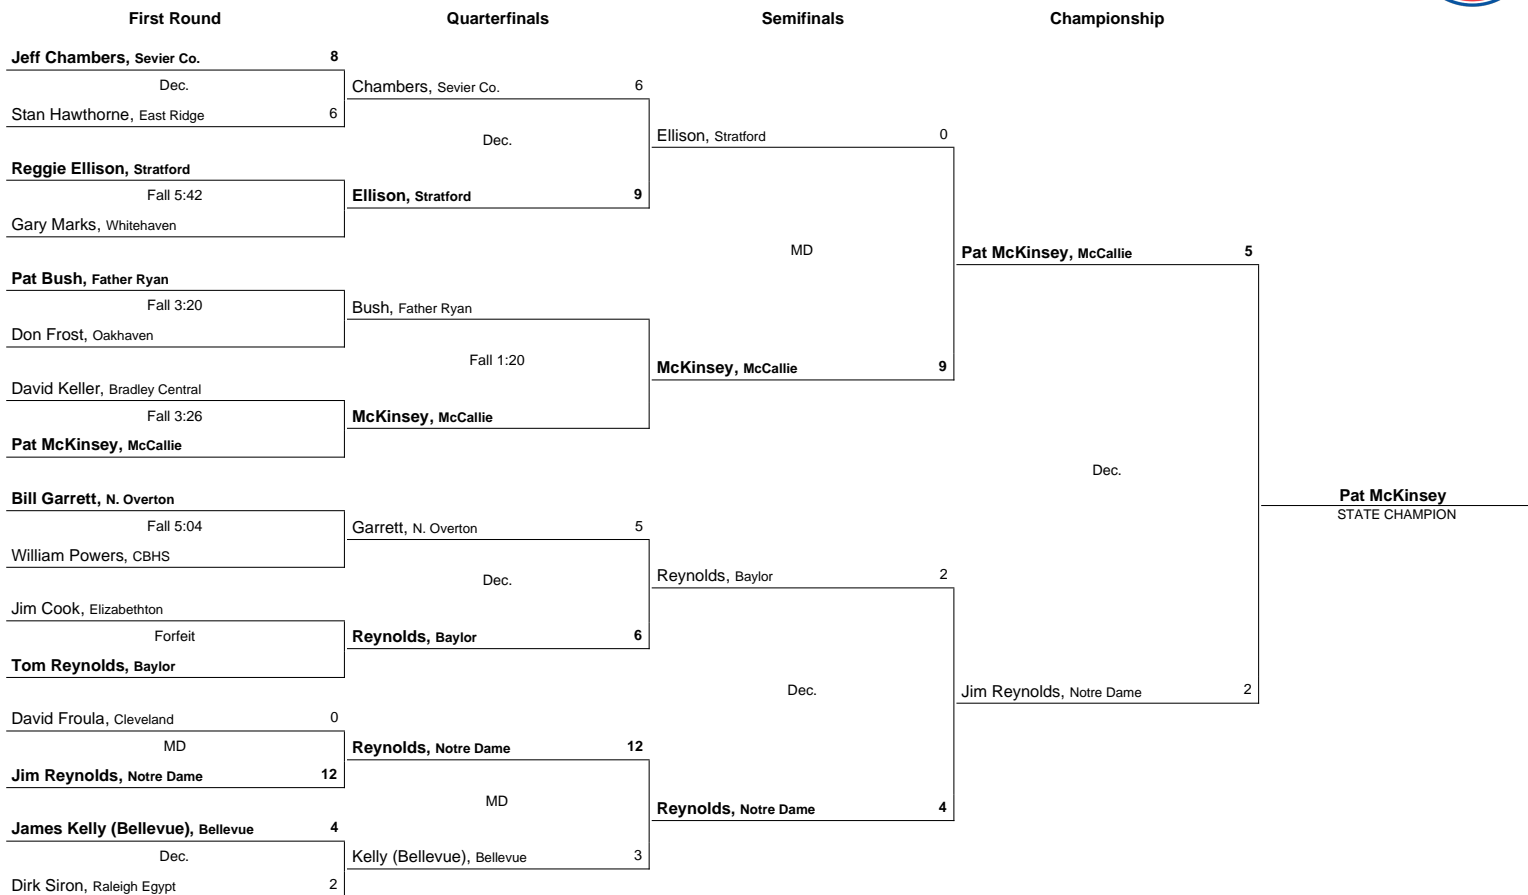 First Round Quarterfinals Semifinals Championship
Jeff Chambers, Sevier Co. 8
Dec.
Stan Hawthorne, East Ridge 6
Reggie Ellison, Stratford
Fall 5:42
Gary Marks, Whitehaven
Pat Bush, Father Ryan
Fall 3:20
Don Frost, Oakhaven
David Keller, Bradley Central
Fall 3:26
Pat McKinsey, McCallie
Bill Garrett, N. Overton
Fall 5:04
William Powers, CBHS
Jim Cook, Elizabethton
Forfeit
Tom Reynolds, Baylor
David Froula, Cleveland 0
MD
Jim Reynolds, Notre Dame 12
James Kelly (Bellevue), Bellevue 4
Dec.
Dirk Siron, Raleigh Egypt 2
Chambers, Sevier Co. 6
Dec.
Ellison, Stratford 9
Bush, Father Ryan
Fall 1:20
McKinsey, McCallie
Garrett, N. Overton 5
Dec.
Reynolds, Baylor 6
Reynolds, Notre Dame 12
MD
Kelly (Bellevue), Bellevue 3
Ellison, Stratford 0
MD
McKinsey, McCallie 9
Reynolds, Baylor 2
Dec.
Reynolds, Notre Dame 4
Pat McKinsey, McCallie 5
Dec.
Jim Reynolds, Notre Dame 2
Pat McKinsey
STATE CHAMPION